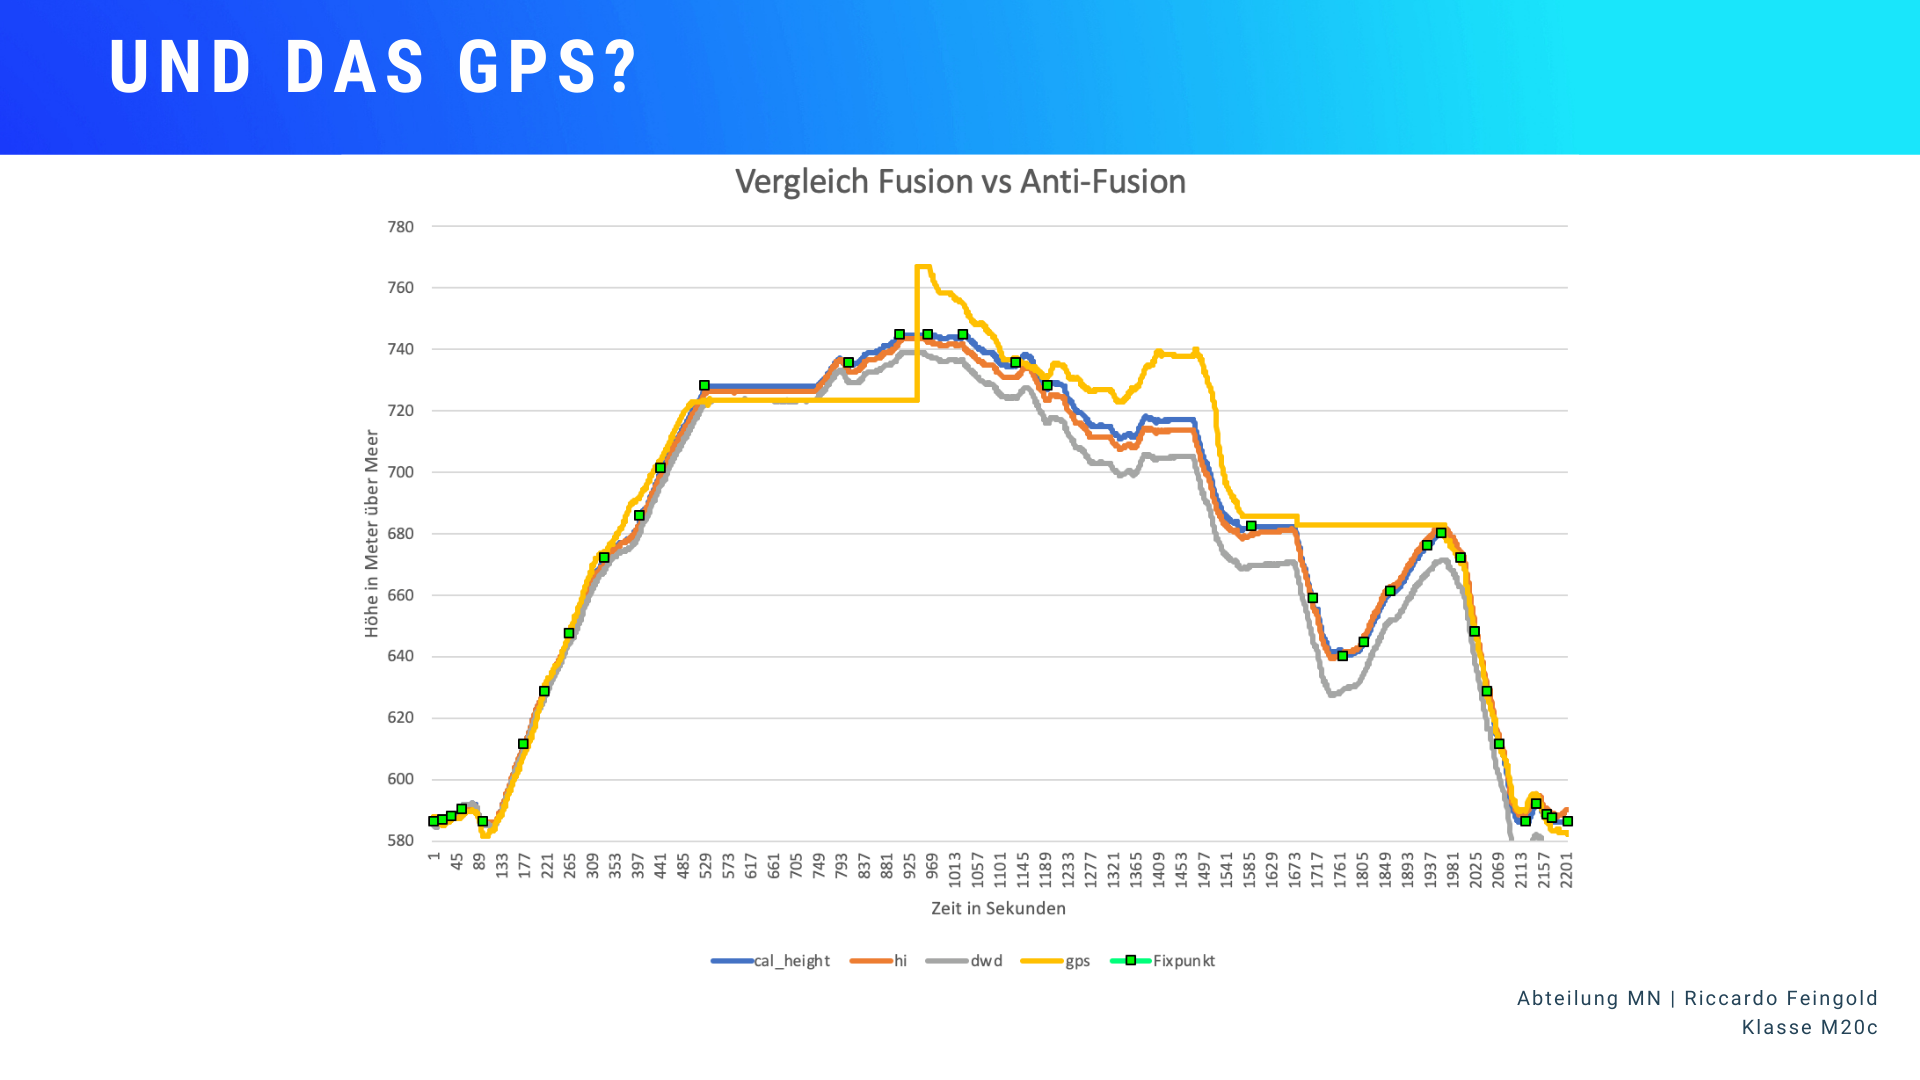 UND DAS GPS?
Vergleich Fusion vs Anti-Fusion
780
760
740
720
700
680
660
640
620
600
580
Höhe in Meter über Meer
1 45 89 133 177 221 265 309 353 397 441 485 529 573 617 661 705 749 793 837 881 925 969 1013 1057 1101 1145 1189 1233 1277 1321 1365 1409 1453 1497 1541 1585 1629 1673 1717 1761 1805 1849 1893 1937 1981 2025 2069 2113 2157 2201
Zeit in Sekunden
cal_height hi dwd gps Fixpunkt
Abteilung MN | Riccardo Feingold
Klasse M20c